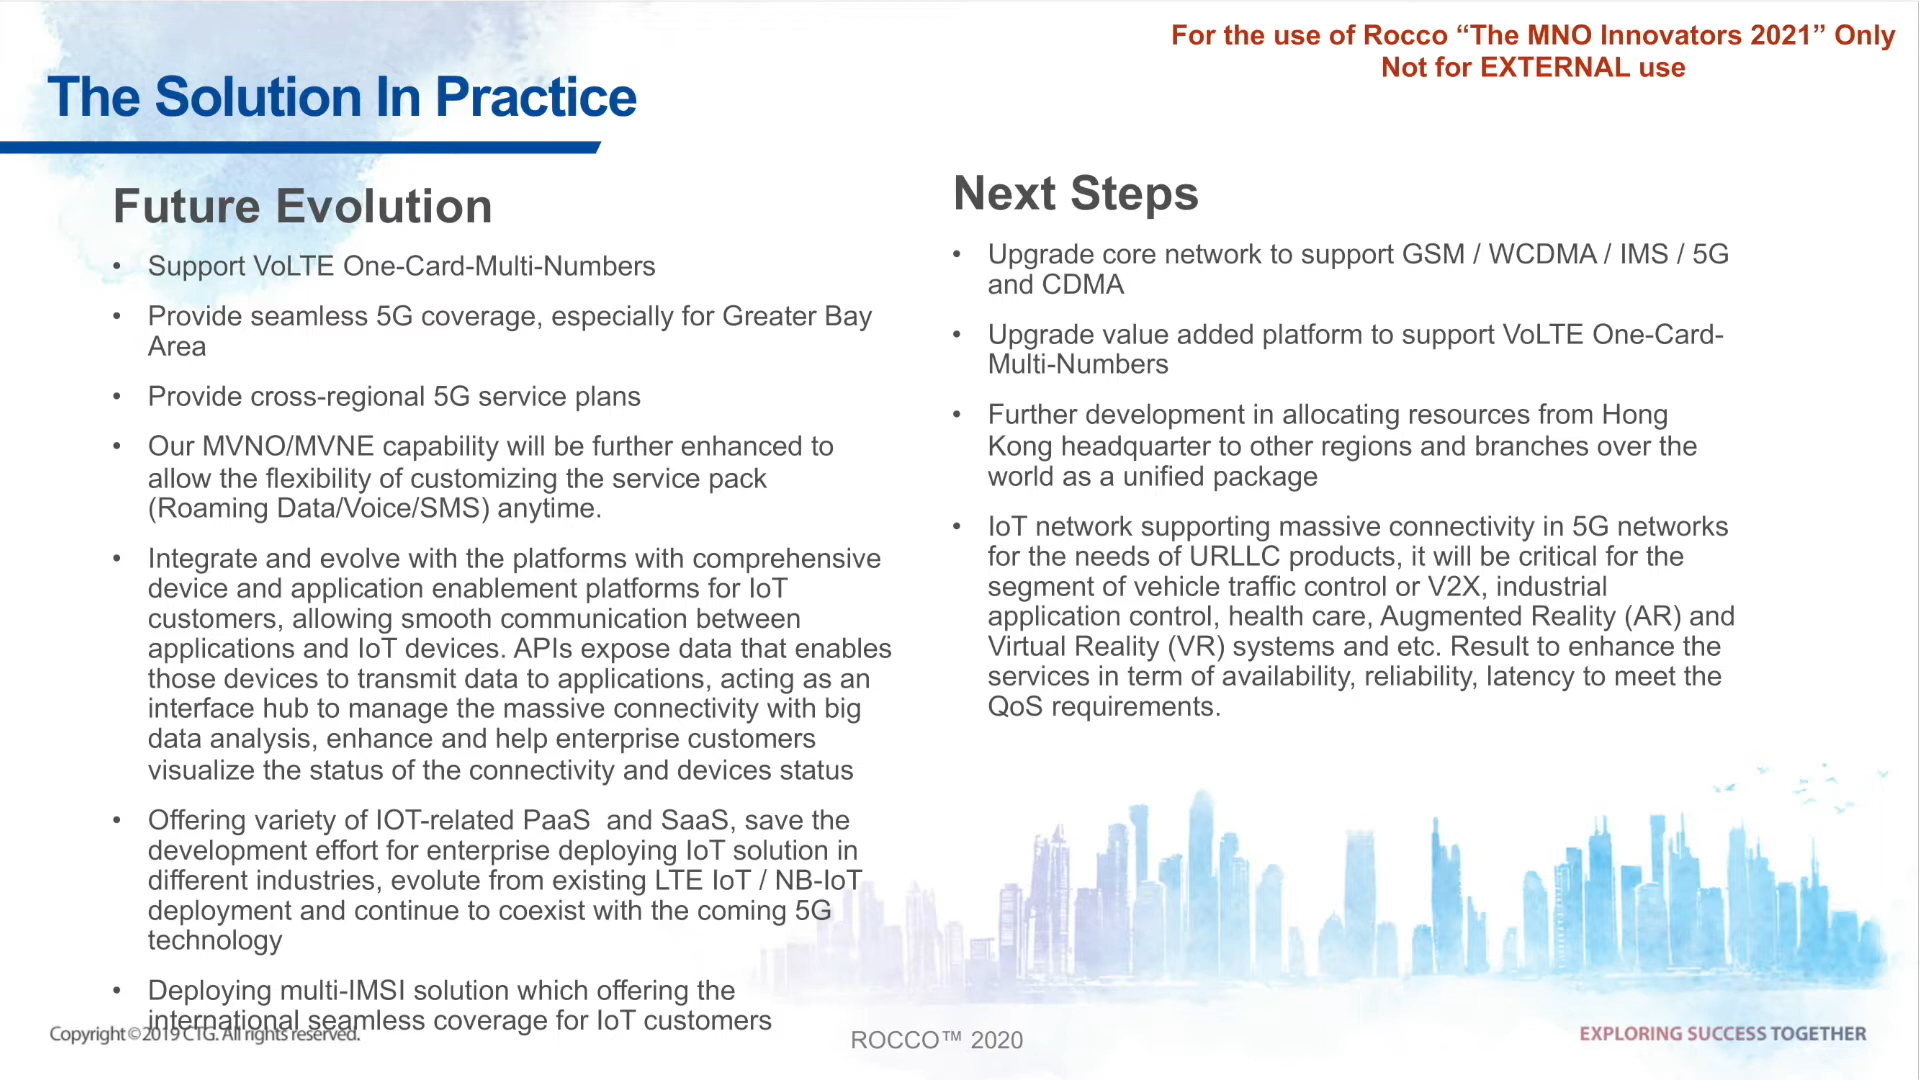 For the use of Rocco “The MNO Innovators 2021” Only
Not for EXTERNAL use
The Solution In Practice
Future Evolution
• Support VoLTE One-Card-Multi-Numbers
• Provide seamless 5G coverage, especially for Greater Bay
Area
• Provide cross-regional 5G service plans
• Our MVNO/MVNE capability will be further enhanced to
allow the flexibility of customizing the service pack
(Roaming Data/Voice/SMS) anytime.
• Integrate and evolve with the platforms with comprehensive
device and application enablement platforms for IoT
customers, allowing smooth communication between
applications and IoT devices. APIs expose data that enables
those devices to transmit data to applications, acting as an
interface hub to manage the massive connectivity with big
data analysis, enhance and help enterprise customers
visualize the status of the connectivity and devices status
• Offering variety of IOT-related PaaS  and SaaS, save the
development effort for enterprise deploying IoT solution in
different industries, evolute from existing LTE IoT / NB-IoT
deployment and continue to coexist with the coming 5G
technology
• Deploying multi-IMSI solution which offering the
international seamless coverage for IoT customers
Next Steps
• Upgrade core network to support GSM / WCDMA / IMS / 5G
and CDMA
• Upgrade value added platform to support VoLTE One-Card-
Multi-Numbers
• Further development in allocating resources from Hong
Kong headquarter to other regions and branches over the
world as a unified package
• IoT network supporting massive connectivity in 5G networks
for the needs of URLLC products, it will be critical for the
segment of vehicle traffic control or V2X, industrial
application control, health care, Augmented Reality (AR) and
Virtual Reality (VR) systems and etc. Result to enhance the
services in term of availability, reliability, latency to meet the
QoS requirements.
Copyright©2019 CTG. All rights reserved.
ROCCO™ 2020
EXPLORING SUCCESS TOGETHER